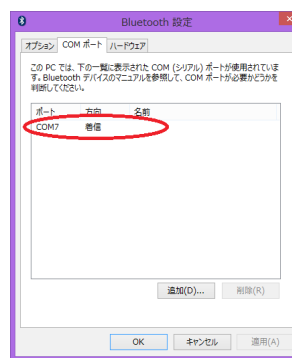 Bluetooth 設定
オプション COM ポート ハードウェア
この PC では、下の一覧に表示された COM (シリアル) ポートが使用されていま
す。Bluetooth デバイスのマニュアルを参照して、COM ポートが必要かどうかを
判断してください。
ポート 方向 名前
COM7 着信
追加(D)... 削除(R)
OK キャンセル 適用(A)